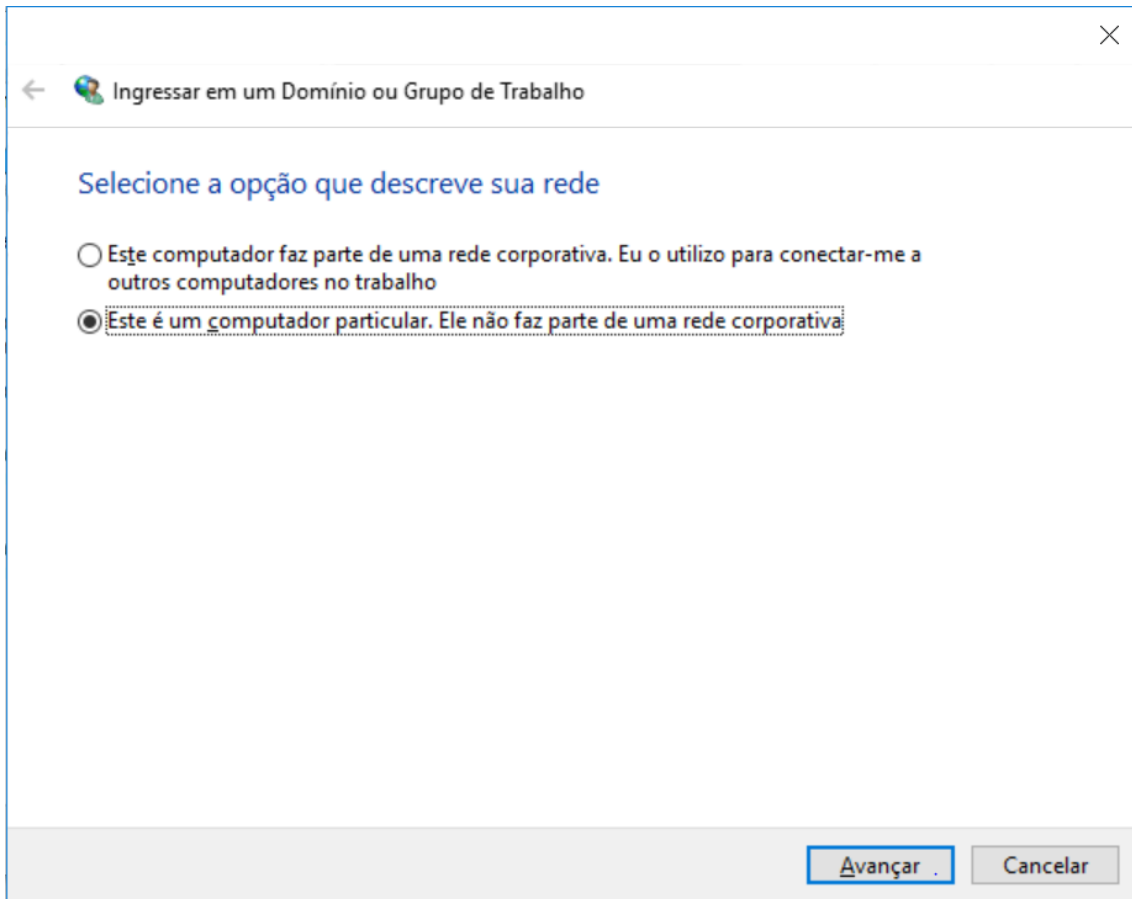 Ingressar em um Domínio ou Grupo de Trabalho
Selecione a opção que descreve sua rede
Este computador faz parte de uma rede corporativa. Eu o utilizo para conectar-me a
outros computadores no trabalho
Este é um computador particular. Ele não faz parte de uma rede corporativa
Avançar .
Cancelar